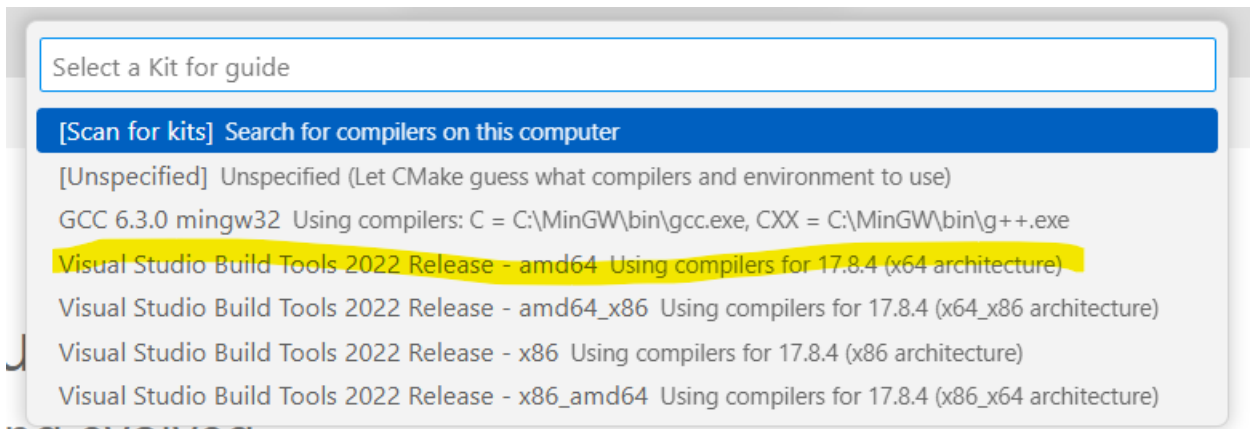 Select a Kit for guide
[Scan for kits] Search for compilers on this computer
[Unspecified] Unspecified (Let CMake guess what compilers and environment to use)
GCC 6.3.0 mingw32 Using compilers: C = C:\MinGW\bin\gcc.exe, CXX = C:\MinGW\bin\g++.exe
Visual Studio Build Tools 2022 Release - amd64 Using compilers for 17.8.4 (x64 architecture)
Visual Studio Build Tools 2022 Release - amd64_x86 Using compilers for 17.8.4 (x64_x86 architecture)
Visual Studio Build Tools 2022 Release - x86 Using compilers for 17.8.4 (x86 architecture)
Visual Studio Build Tools 2022 Release - x86_amd64 Using compilers for 17.8.4 (x86_x64 architecture)